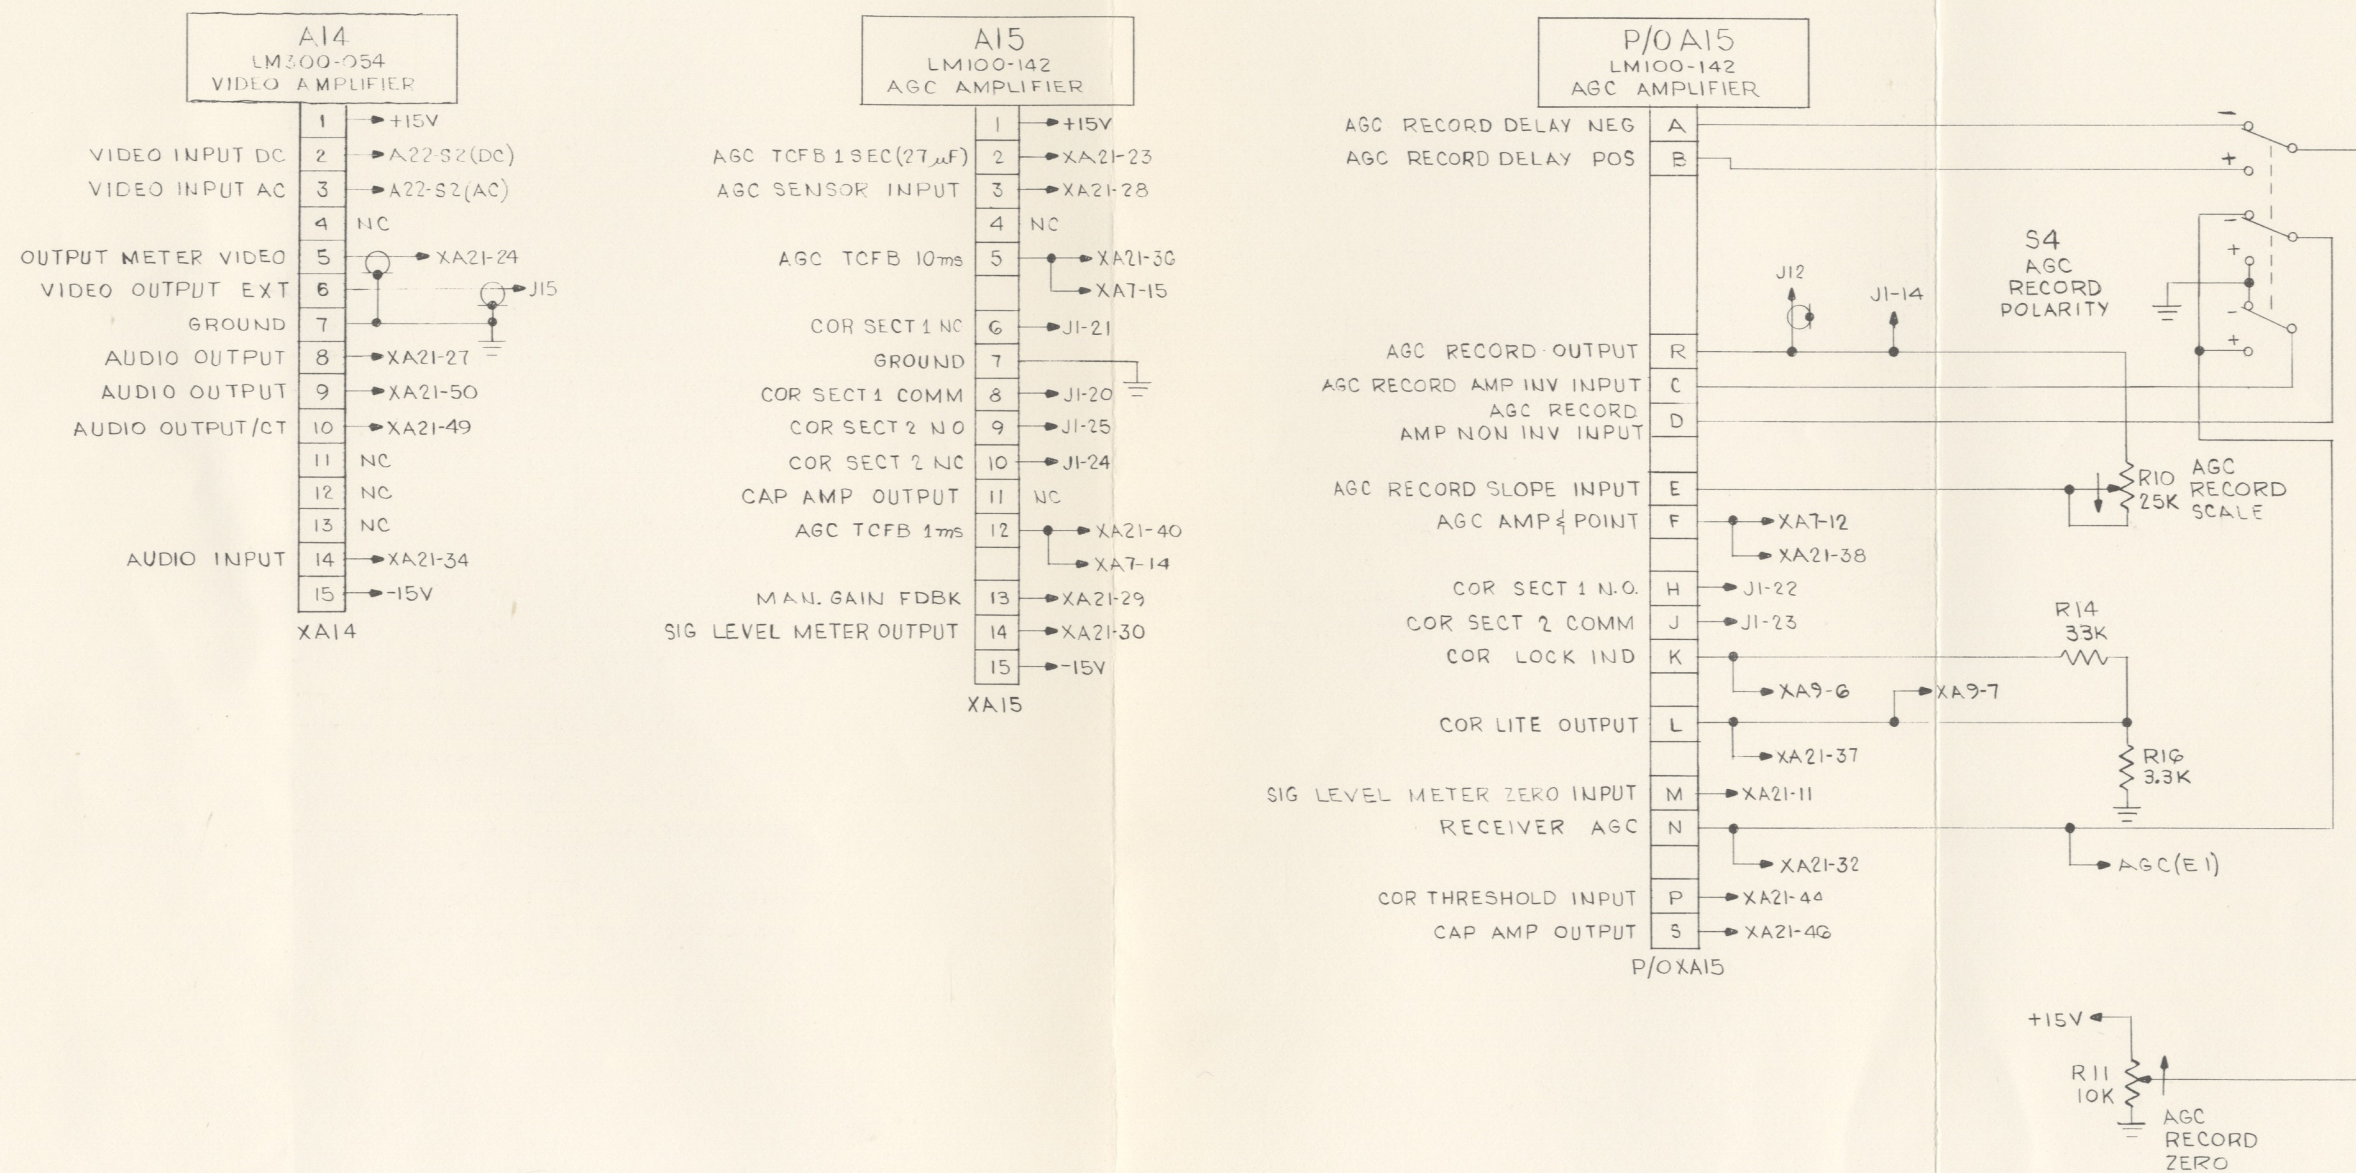 A14
LM300-054
VIDEO AMPLIFIER
1 +15V
VIDEO INPUT DC 2 A22-S2(DC)
VIDEO INPUT AC 3 A22-S2(AC)
4 NC
OUTPUT METER VIDEO 5 XA21-24
VIDEO OUTPUT EXT 6 J15
GROUND 7
AUDIO OUTPUT 8 XA21-27
AUDIO OUTPUT 9 XA21-50
AUDIO OUTPUT/CT 10 XA21-49
11 NC
12 NC
13 NC
AUDIO INPUT 14 XA21-34
15 -15V
XA14
A15
LM100-142
AGC AMPLIFIER
1 +15V
AGC TCFB 1SEC(27µF) 2 XA21-23
AGC SENSOR INPUT 3 XA21-28
4 NC
AGC TCFB 10ms 5 XA21-36
XA7-15
COR SECT 1 NC 6 J1-21
GROUND 7
COR SECT 1 COMM 8 J1-20
COR SECT 2 NO 9 J1-25
COR SECT 2 NC 10 J1-24
CAP AMP OUTPUT 11 NC
AGC TCFB 1ms 12 XA21-40
XA7-14
MAN. GAIN FDBK 13 XA21-29
SIG LEVEL METER OUTPUT 14 XA21-30
15 -15V
XA15
P/O A15
LM100-142
AGC AMPLIFIER
AGC RECORD DELAY NEG A −
AGC RECORD DELAY POS B +
−
+
−
+
S4
AGC
RECORD
POLARITY
J12
J1-14
AGC RECORD OUTPUT R
AGC RECORD AMP INV INPUT C
AGC RECORD
AMP NON INV INPUT D
AGC RECORD SLOPE INPUT E
R10
25K
AGC
RECORD
SCALE
AGC AMP & POINT F XA7-12
XA21-38
COR SECT 1 N.O. H J1-22
COR SECT 2 COMM J J1-23
COR LOCK IND K
R14
33K
XA9-6
XA9-7
COR LITE OUTPUT L
XA21-37
R16
3.3K
SIG LEVEL METER ZERO INPUT M XA21-11
RECEIVER AGC N
XA21-32
AGC(E1)
COR THRESHOLD INPUT P XA21-44
CAP AMP OUTPUT S XA21-46
P/O XA15
+15V
R11
10K
AGC
RECORD
ZERO